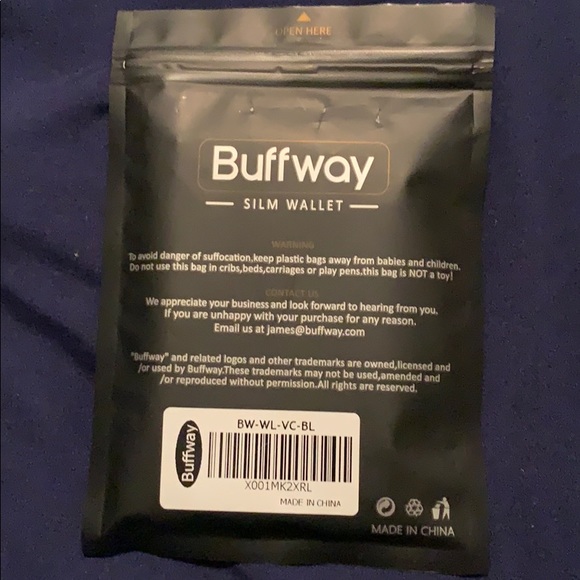 OPEN HERE
Buffway
SILM WALLET
WARNING
To avoid danger of suffocation,keep plastic bags away from babies and children.
Do not use this bag in cribs,beds,carriages or play pens.this bag is NOT a toy!
CONTACT US
We appreciate your business and look forward to hearing from you.
If you are unhappy with your purchase for any reason.
Email us at james@buffway.com
"Buffway" and related logos and other trademarks are owned,licensed and
/or used by Buffway.These trademarks may not be used,amended and
/or reproduced without permission.All rights are reserved.
BW-WL-VC-BL
Buffway
X001MK2XRL
MADE IN CHINA
MADE IN CHINA